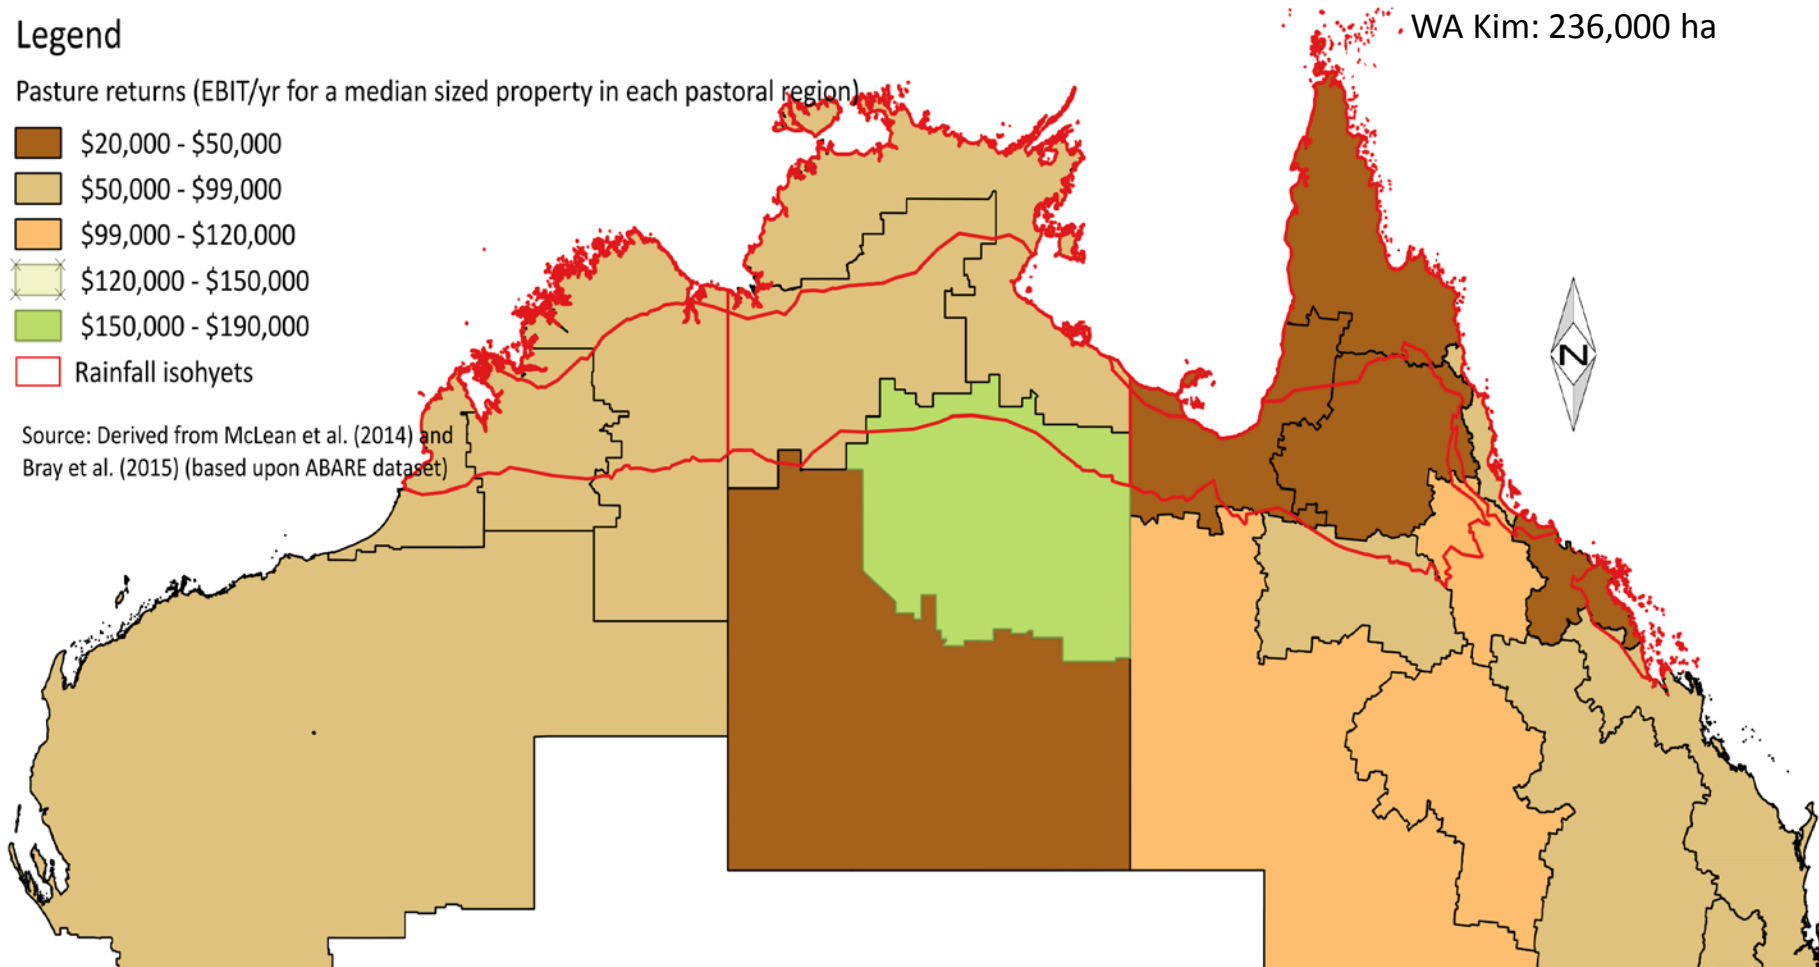 WA Kim: 236,000 ha
Legend
Pasture returns (EBIT/yr for a median sized property in each pastoral region)
$20,000 - $50,000
$50,000 - $99,000
$99,000 - $120,000
$120,000 - $150,000
$150,000 - $190,000
Rainfall isohyets
Source: Derived from McLean et al. (2014) and
Bray et al. (2015) (based upon ABARE dataset)
N